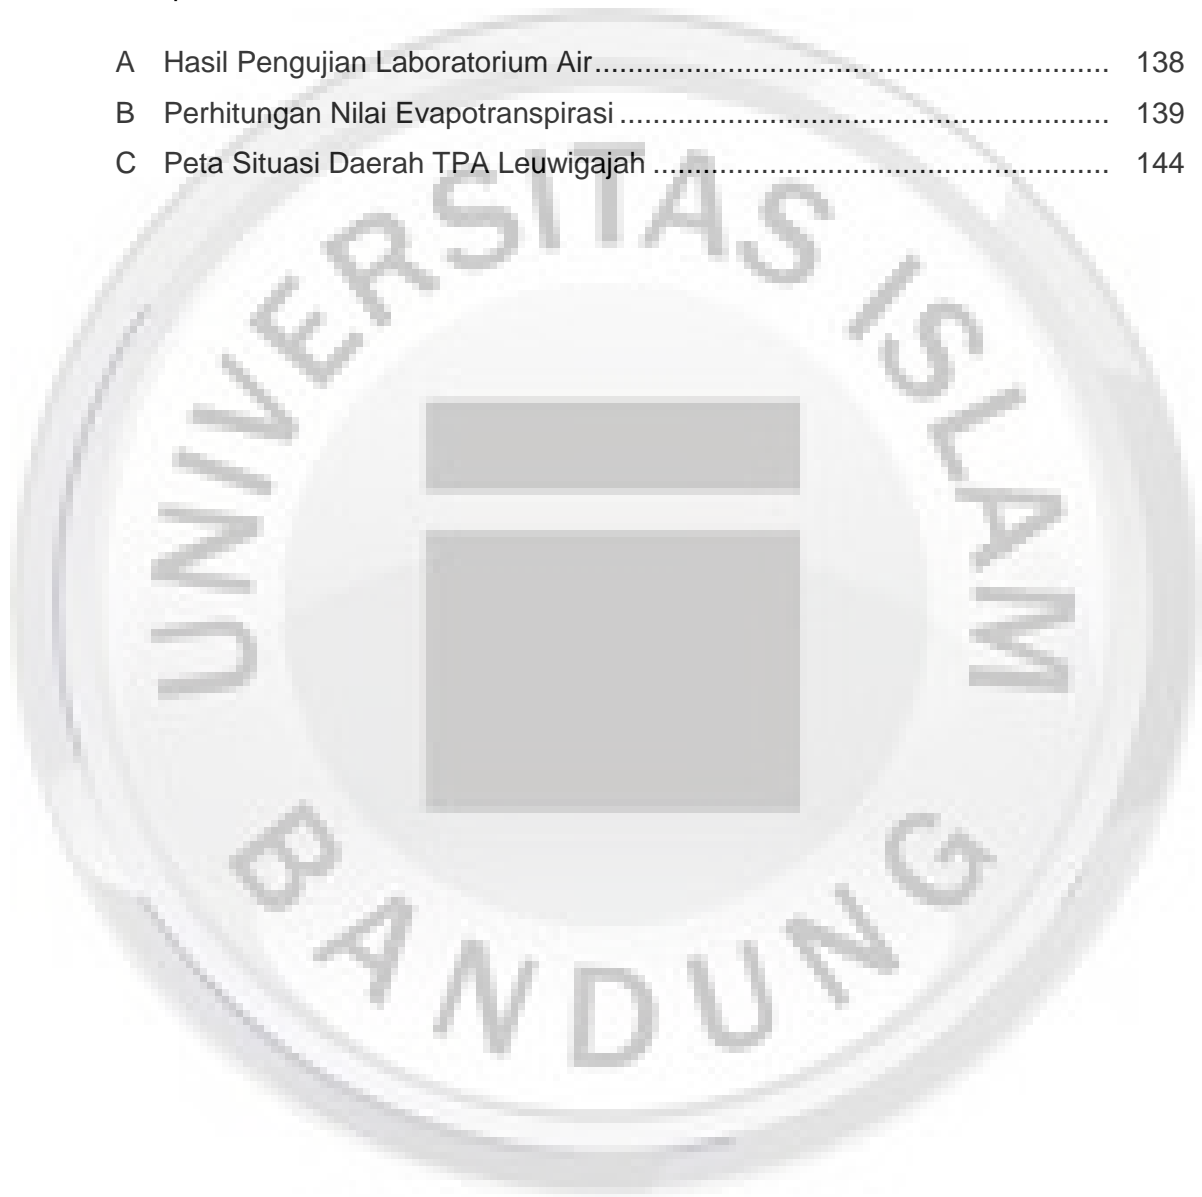 A Hasil Pengujian Laboratorium Air.............................................................. 138
B Perhitungan Nilai Evapotranspirasi........................................................... 139
C Peta Situasi Daerah TPA Leuwigajah....................................................... 144
UNIVERSITAS ISLAM
BANDUNG